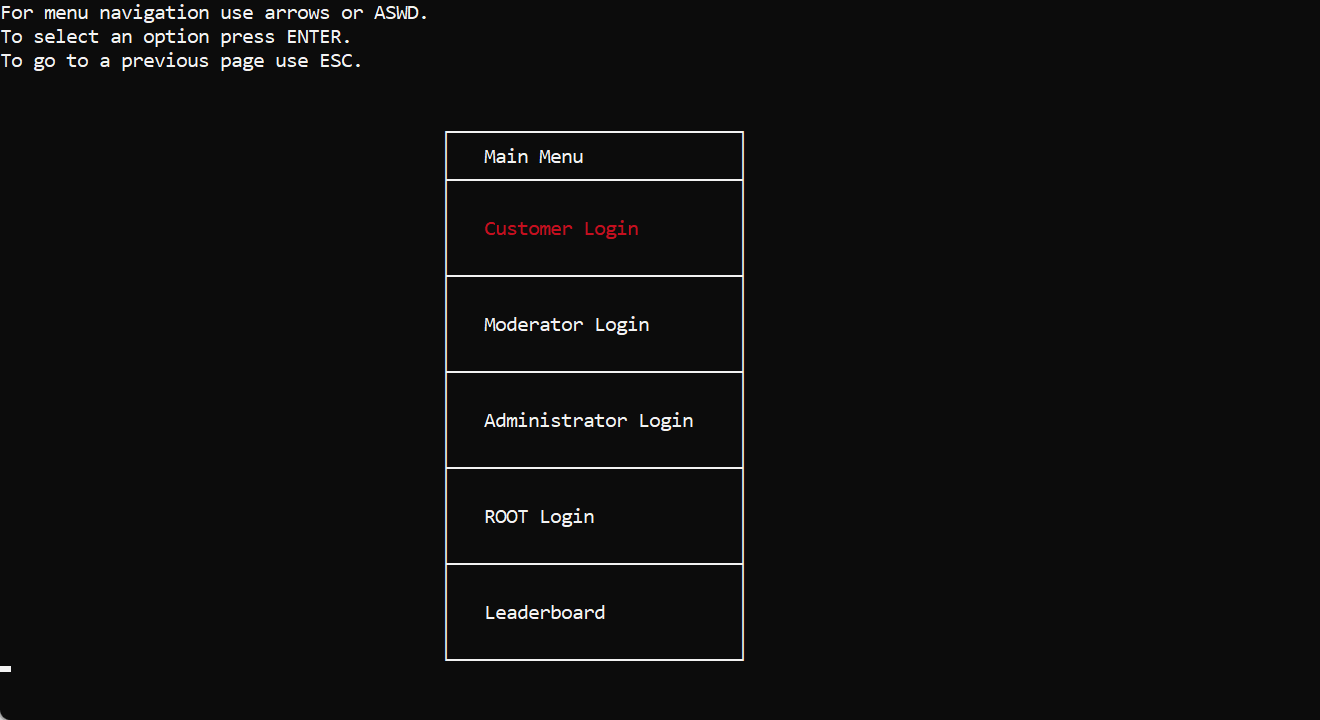 For menu navigation use arrows or ASWD.
To select an option press ENTER.
To go to a previous page use ESC.
Main Menu
Customer Login
Moderator Login
Administrator Login
ROOT Login
Leaderboard